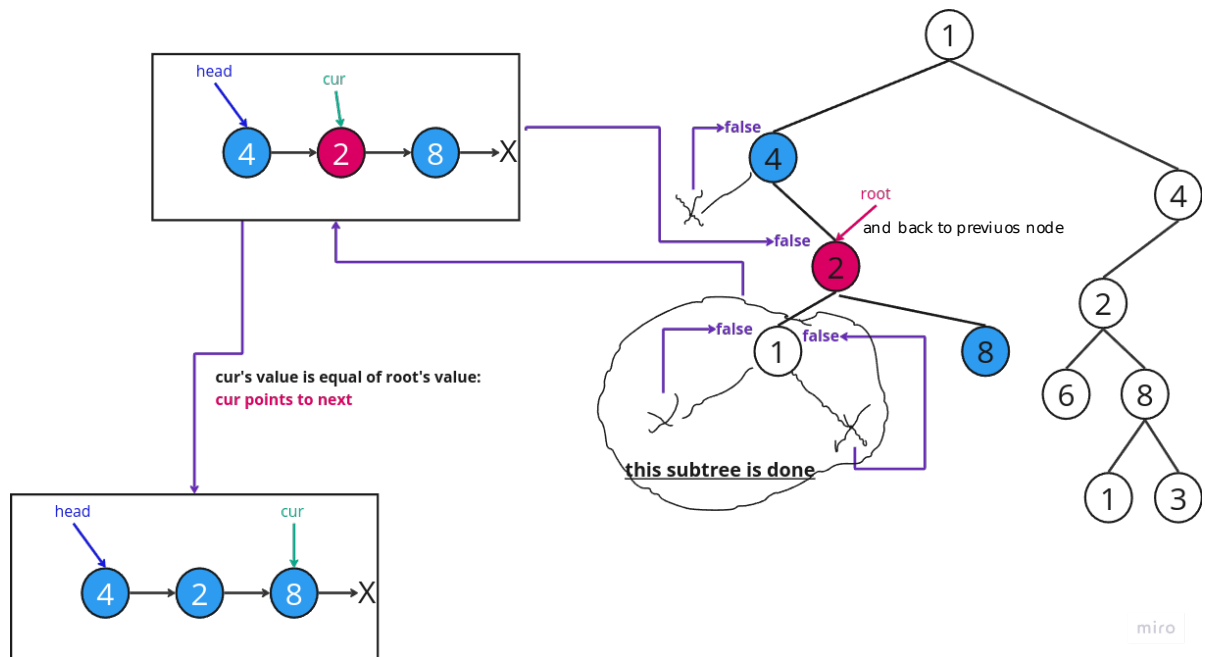 1
head
cur
false
4
2
8
X
4
4
root
and back to previuos node
false
2
2
false
1
false
8
cur's value is equal of root's value:
cur points to next
6
8
this subtree is done
1
3
head
cur
4
2
8
X
miro